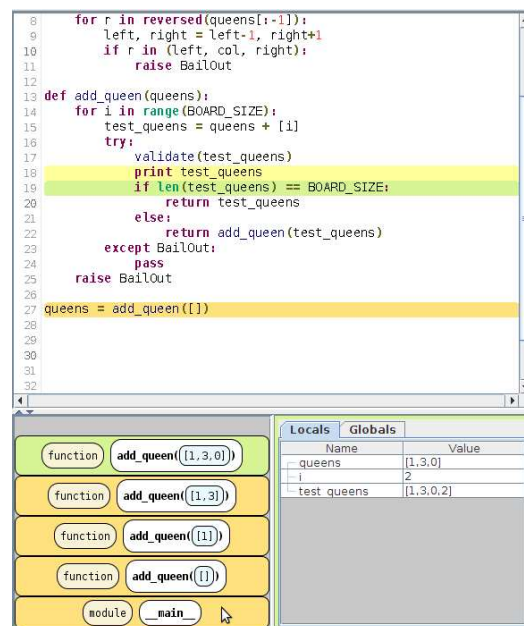 8 for r in reversed(queens[:-1]):
9 left, right = left-1, right+1
10 if r in (left, col, right):
11 raise BailOut
12
13 def add_queen(queens):
14 for i in range(BOARD_SIZE):
15 test_queens = queens + [i]
16 try:
17 validate(test_queens)
18 print test_queens
19 if len(test_queens) == BOARD_SIZE:
20 return test_queens
21 else:
22 return add_queen(test_queens)
23 except BailOut:
24 pass
25 raise BailOut
26
27 queens = add_queen([])
28
29
30
31
32
Locals Globals
Name Value
queens [1,3,0]
i 2
test_queens [1,3,0,2]
function add_queen([1,3,0])
function add_queen([1,3])
function add_queen([1])
function add_queen([])
module __main__